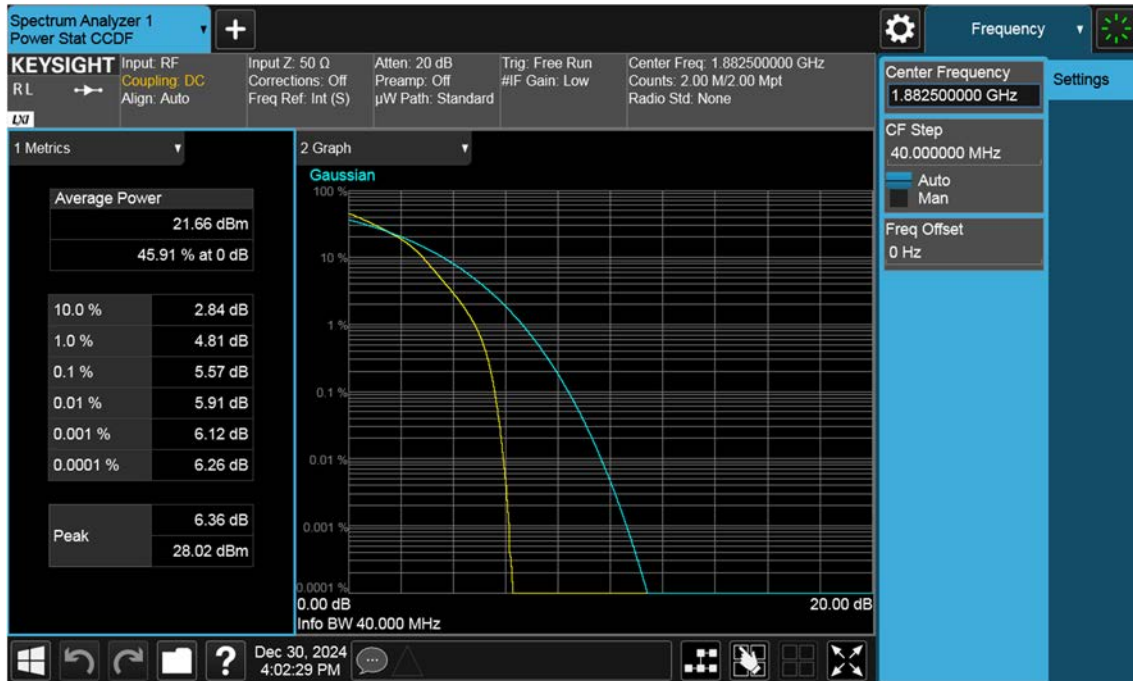 Spectrum Analyzer 1
Power Stat CCDF
Frequency
KEYSIGHT
R L
LXI
Input: RF
Coupling: DC
Align: Auto
Input Z: 50 Ω
Corrections: Off
Freq Ref: Int (S)
Atten: 20 dB
Preamp: Off
µW Path: Standard
Trig: Free Run
#IF Gain: Low
Center Freq: 1.882500000 GHz
Counts: 2.00 M/2.00 Mpt
Radio Std: None
Center Frequency
1.882500000 GHz
Settings
CF Step
40.000000 MHz
Auto
Man
Freq Offset
0 Hz
1 Metrics
Average Power
21.66 dBm
45.91 % at 0 dB
10.0 % 2.84 dB
1.0 % 4.81 dB
0.1 % 5.57 dB
0.01 % 5.91 dB
0.001 % 6.12 dB
0.0001 % 6.26 dB
Peak
6.36 dB
28.02 dBm
2 Graph
Gaussian
100 %
10 %
1 %
0.1 %
0.01 %
0.001 %
0.0001 %
0.00 dB 20.00 dB
Info BW 40.000 MHz
?
Dec 30, 2024
4:02:29 PM